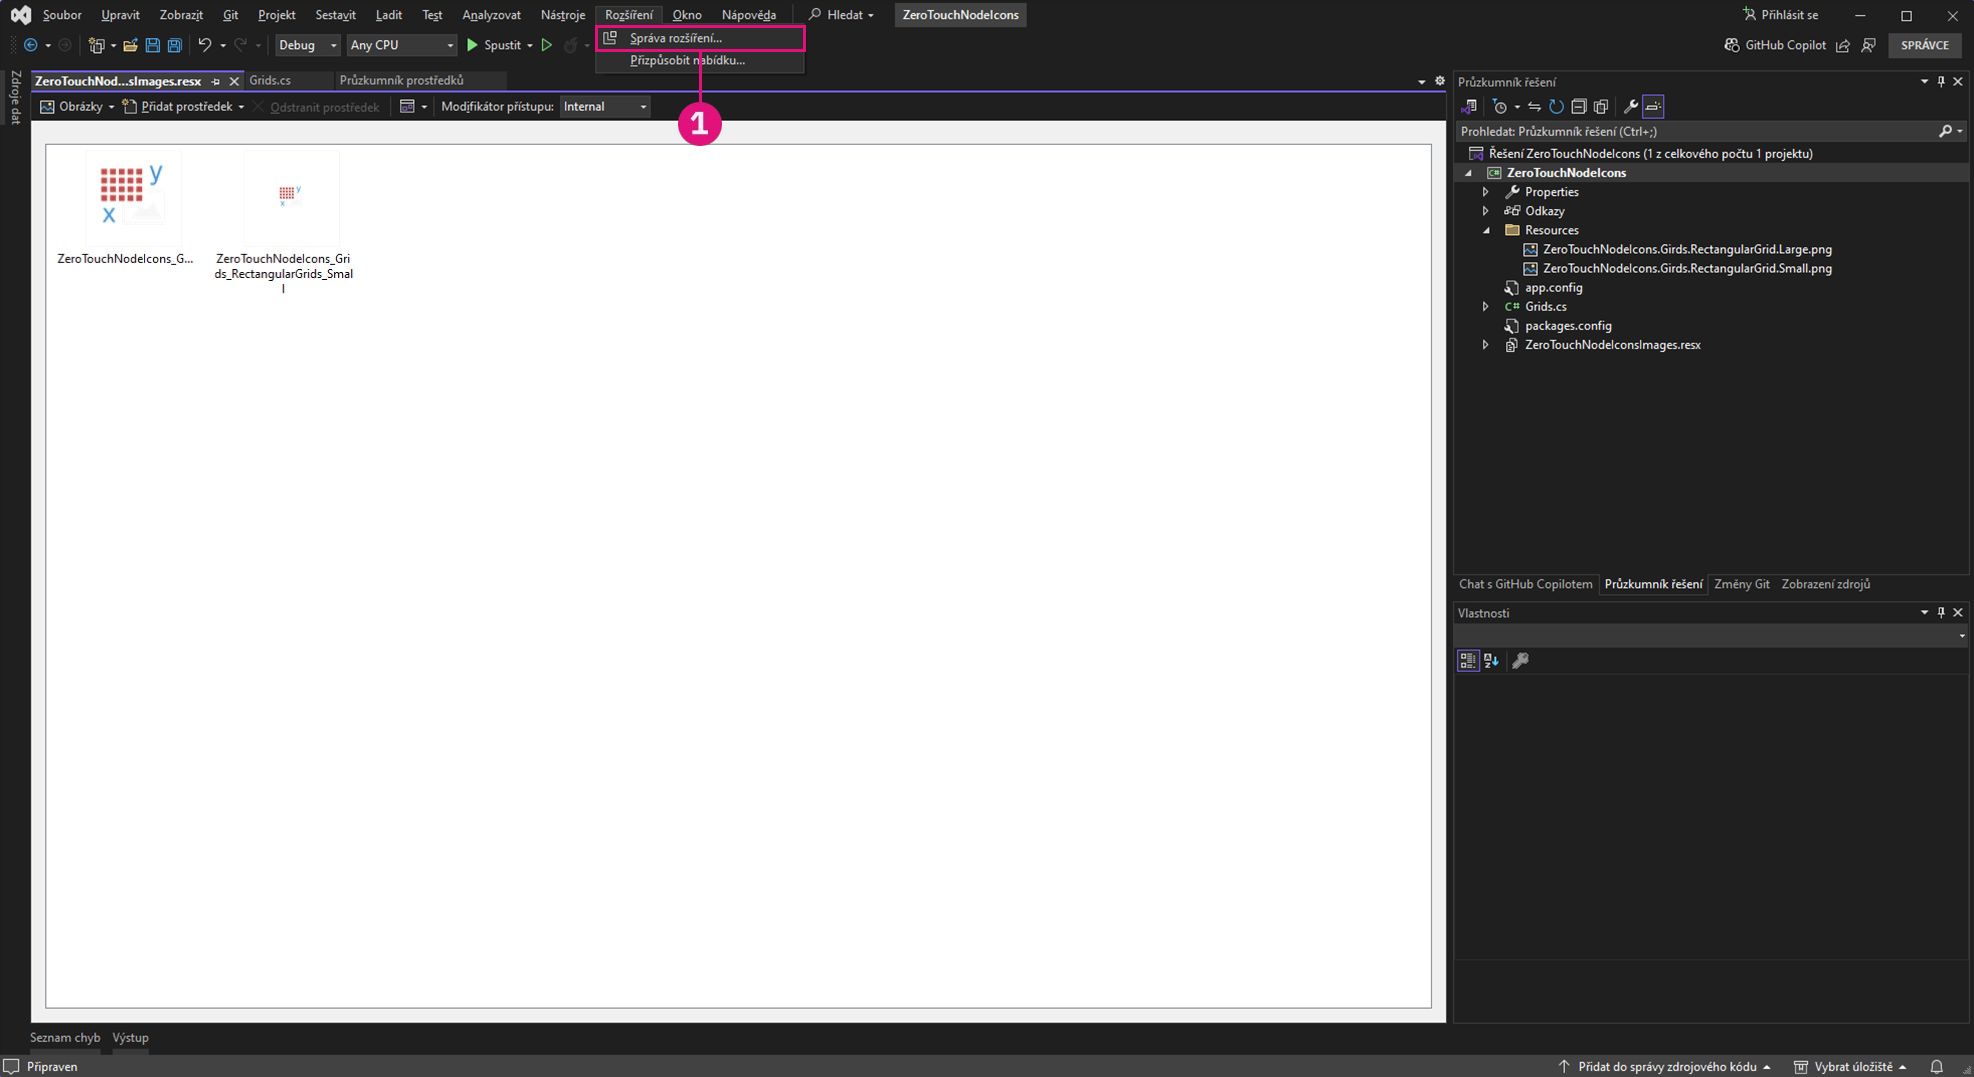 Soubor Upravit Zobrazit Git Projekt Sestavit Ladit Test Analyzovat Nástroje Rozšíření Okno Nápověda Hledat ZeroTouchNodeIcons Přihlásit se
Debug Any CPU Spustit GitHub Copilot SPRÁVCE
Správa rozšíření...
Přizpůsobit nabídku...
1
Zdroje dat
ZeroTouchNod...sImages.resx Grids.cs Průzkumník prostředků
Obrázky Přidat prostředek Odstranit prostředek Modifikátor přístupu: Internal
y
x
y
x
ZeroTouchNodeIcons_G...
ZeroTouchNodeIcons_Gri
ds_RectangularGrids_Smal
l
Průzkumník řešení
Prohledat: Průzkumník řešení (Ctrl+;)
Řešení ZeroTouchNodeIcons (1 z celkového počtu 1 projektu)
C# ZeroTouchNodeIcons
Properties
Odkazy
Resources
ZeroTouchNodeIcons.Girds.RectangularGrid.Large.png
ZeroTouchNodeIcons.Girds.RectangularGrid.Small.png
app.config
C# Grids.cs
packages.config
ZeroTouchNodeIconsImages.resx
Chat s GitHub Copilotem Průzkumník řešení Změny Git Zobrazení zdrojů
Vlastnosti
Seznam chyb Výstup
Připraven Přidat do správy zdrojového kódu Vybrat úložiště